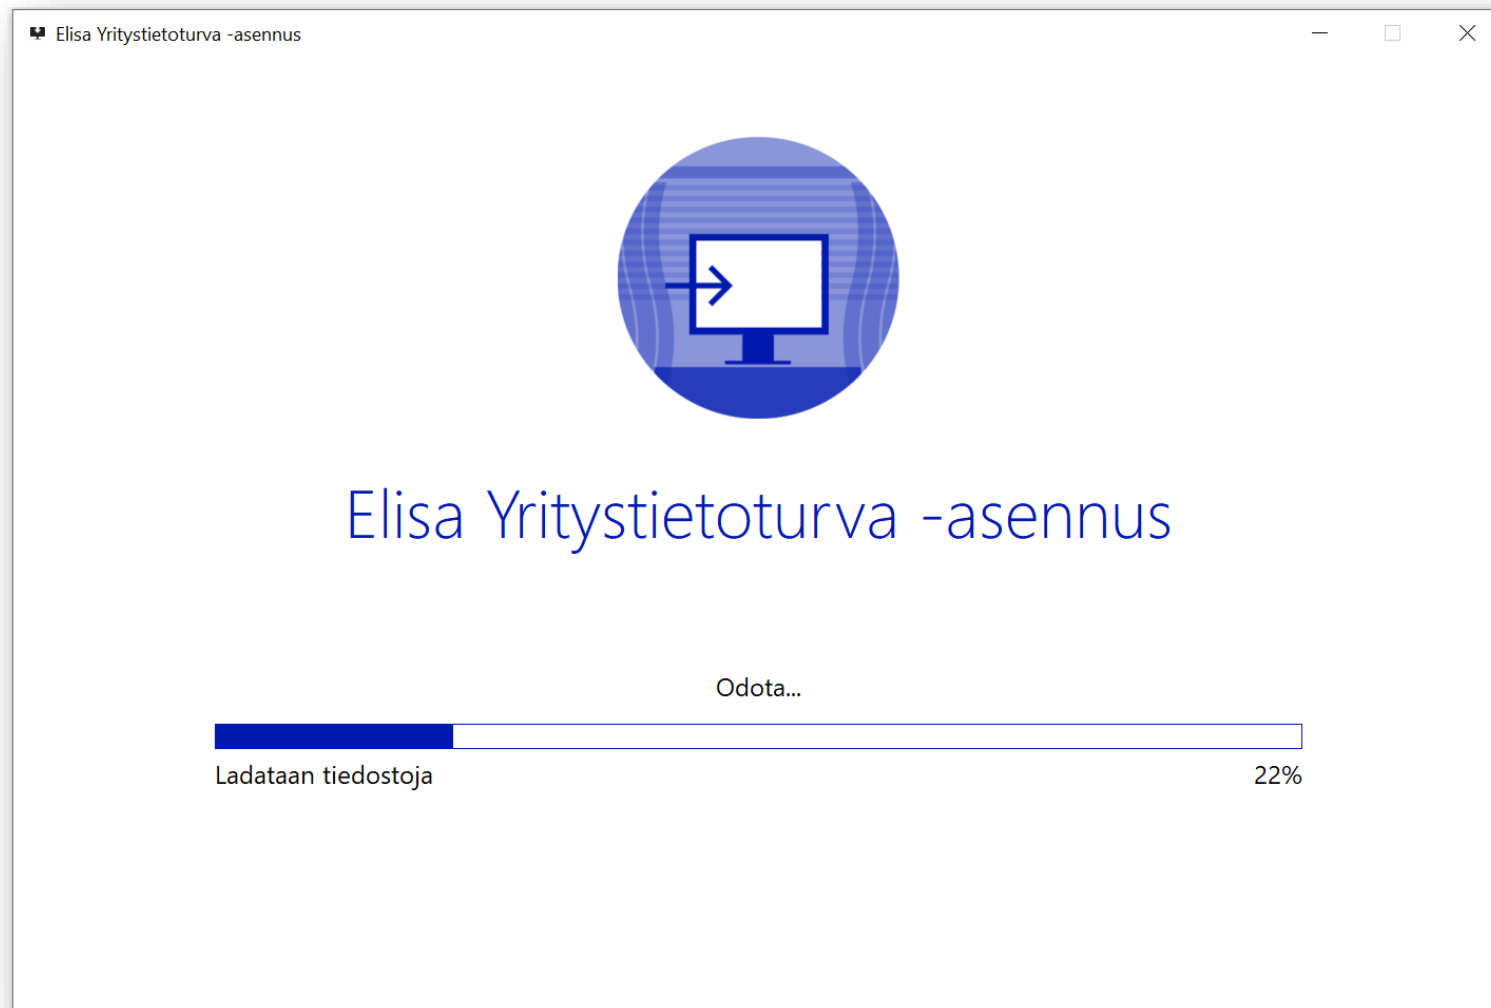 Elisa Yritystietoturva -asennus
Elisa Yritystietoturva -asennus
Odota...
Ladataan tiedostoja
22%